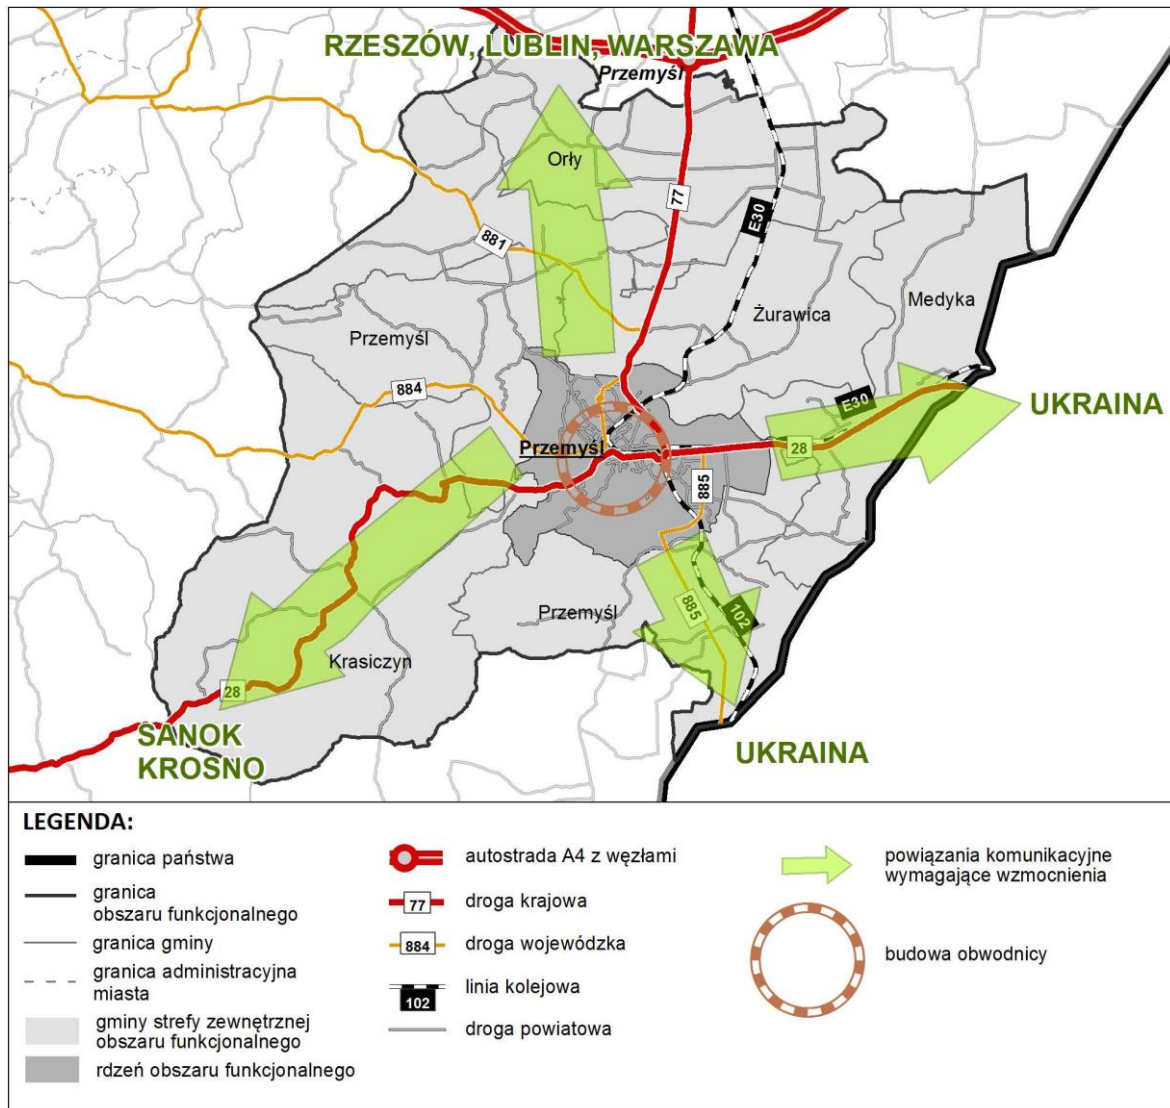 RZESZÓW, LUBLIN, WARSZAWA
Przemyśl
Orły
77
E30
881
Medyka
Żurawica
Przemyśl
884
E30
UKRAINA
Przemyśl
28
885
885
102
Przemyśl
Krasiczyn
28
SANOK
KROSNO
UKRAINA
LEGENDA:
granica państwa
granica
obszaru funkcjonalnego
granica gminy
granica administracyjna
miasta
gminy strefy zewnętrznej
obszaru funkcjonalnego
rdzeń obszaru funkcjonalnego
autostrada A4 z węzłami
77
droga krajowa
884
droga wojewódzka
linia kolejowa
102
droga powiatowa
powiązania komunikacyjne
wymagające wzmocnienia
budowa obwodnicy